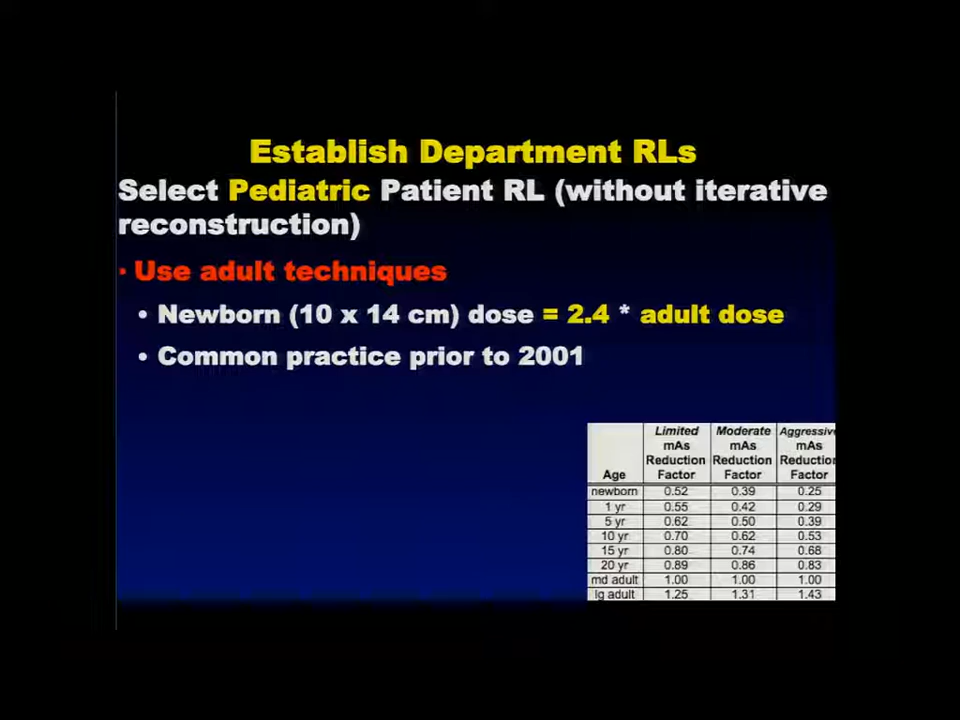 Establish Department RLs
Select Pediatric Patient RL (without iterative
reconstruction)
• Use adult techniques
• Newborn (10 x 14 cm) dose = 2.4 * adult dose
• Common practice prior to 2001
Age Limited mAs Reduction Factor Moderate mAs Reduction Factor Aggressive mAs Reduction Factor
newborn 0.52 0.39 0.25
1 yr 0.55 0.42 0.29
5 yr 0.62 0.50 0.39
10 yr 0.70 0.62 0.53
15 yr 0.80 0.74 0.68
20 yr 0.89 0.86 0.83
md adult 1.00 1.00 1.00
lg adult 1.25 1.31 1.43